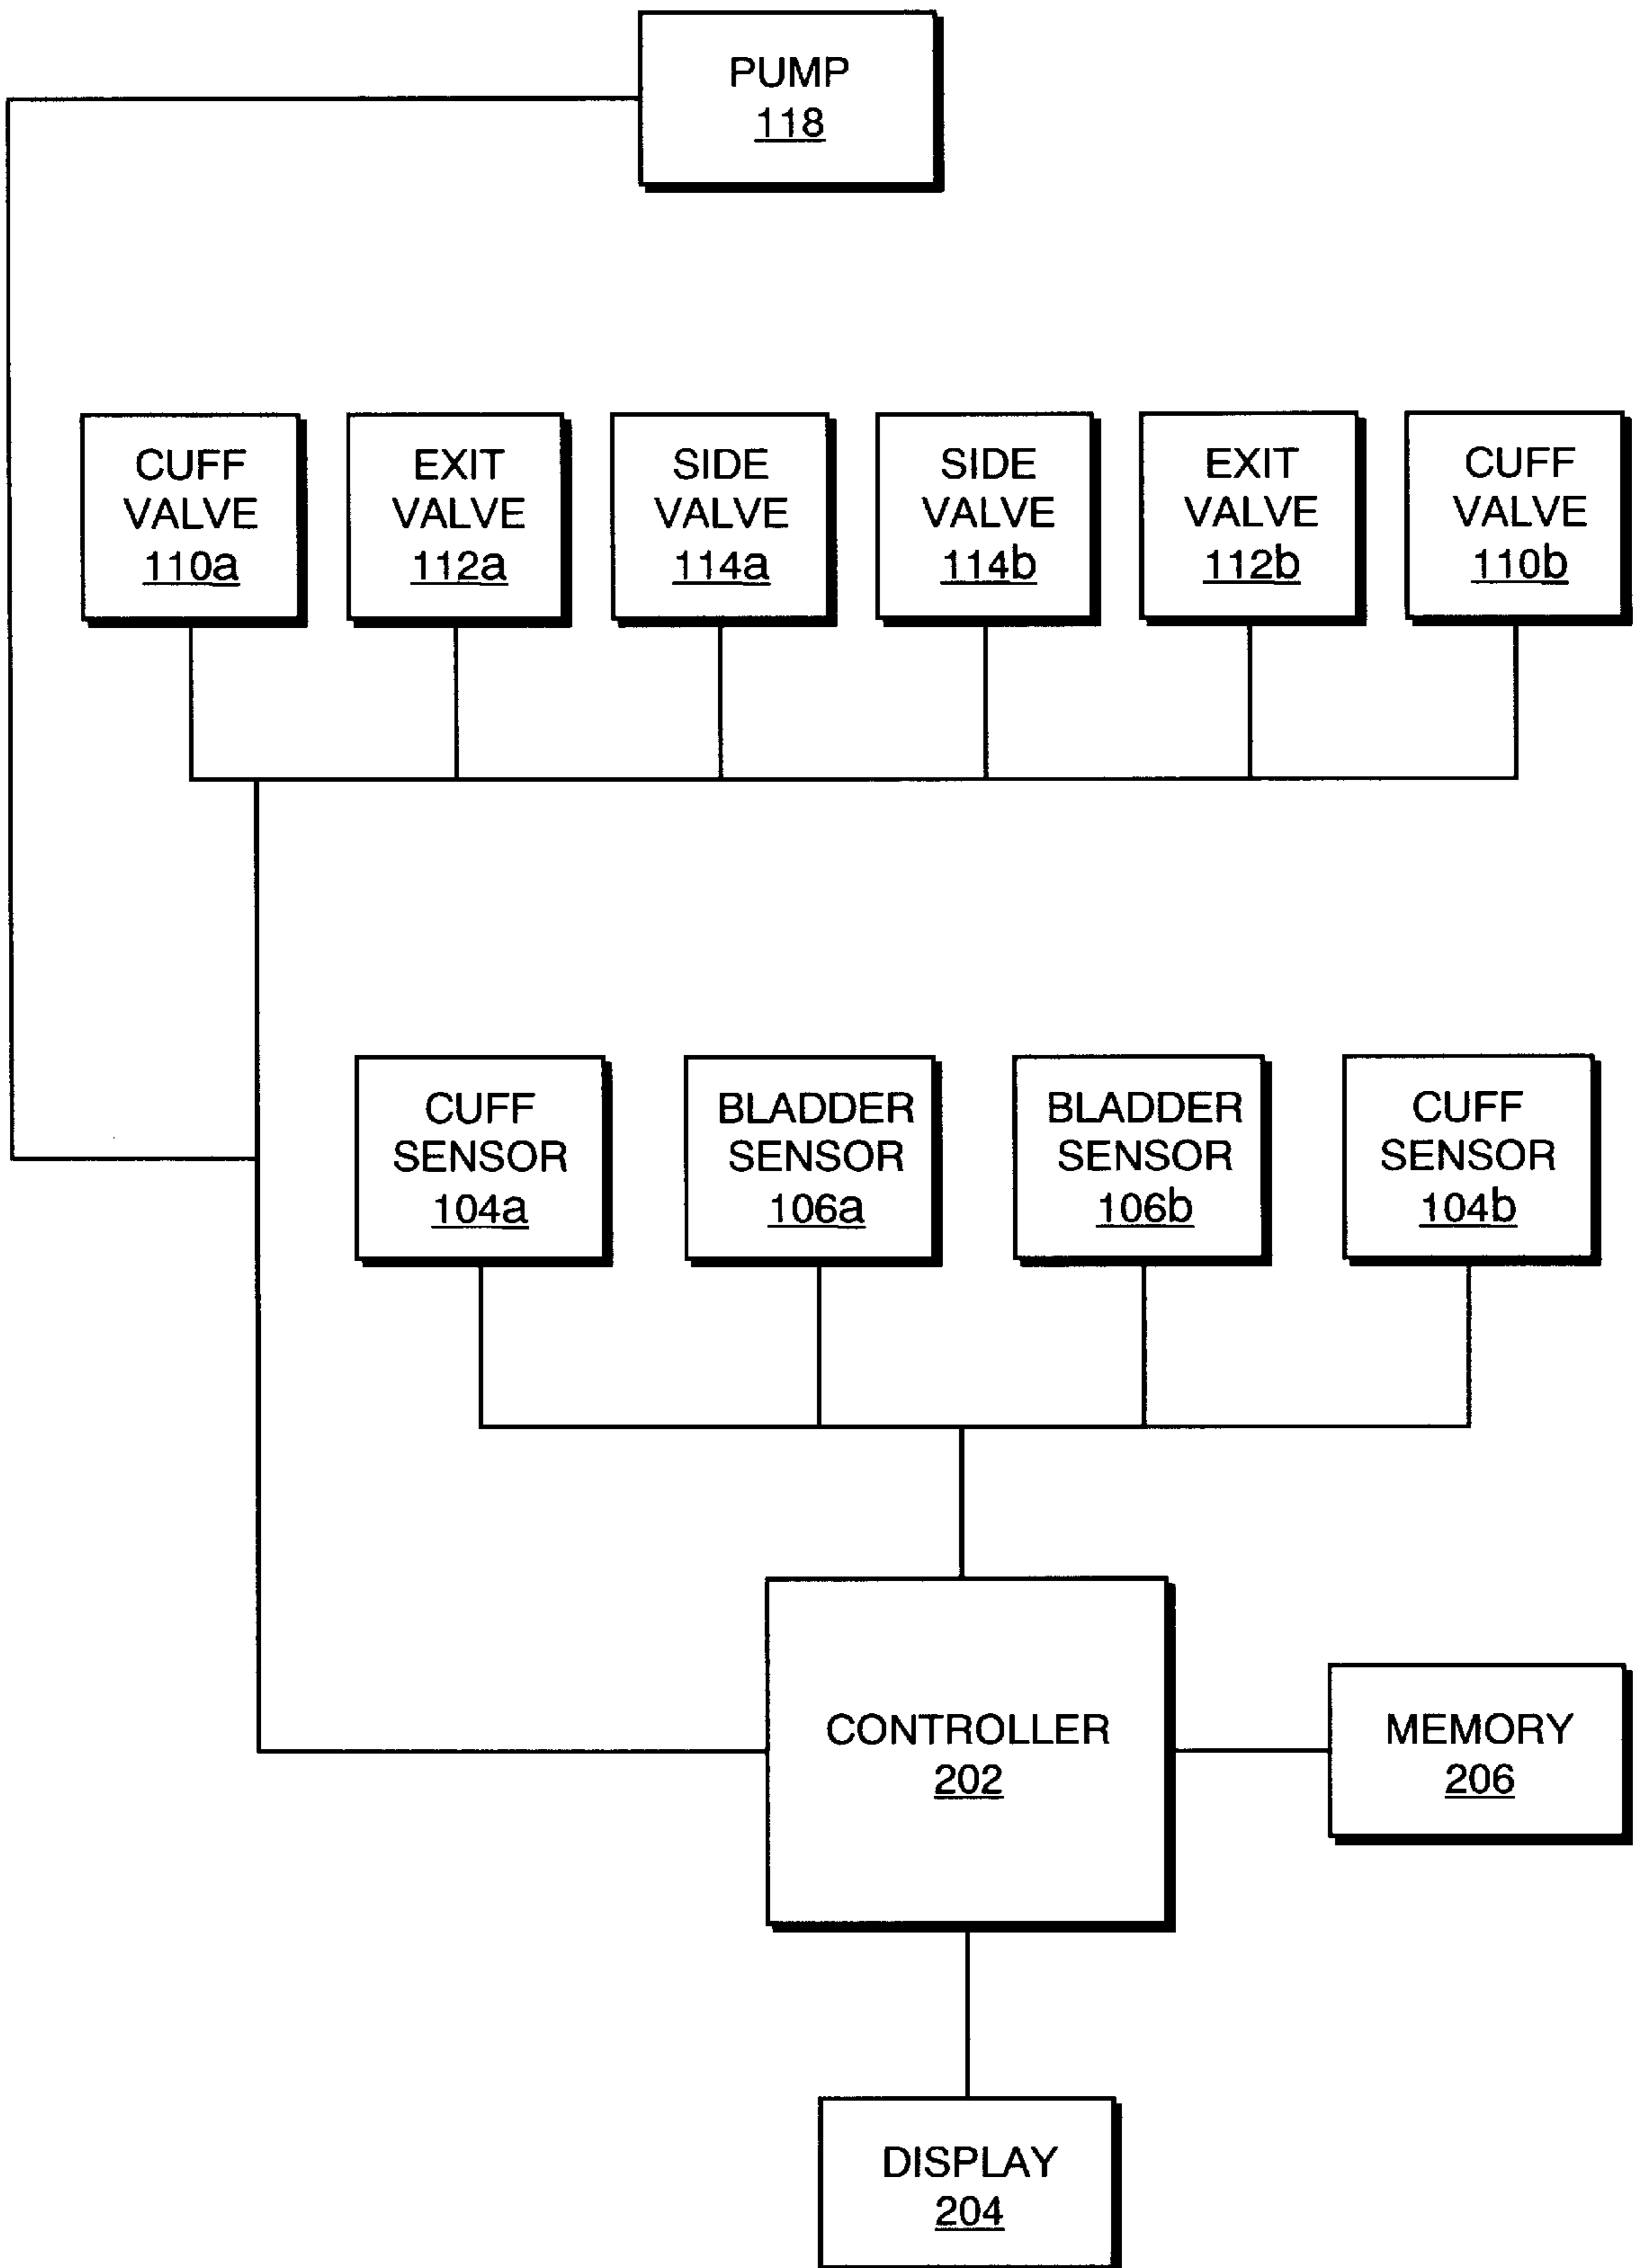 PUMP
118
CUFF
VALVE
110a
EXIT
VALVE
112a
SIDE
VALVE
114a
SIDE
VALVE
114b
EXIT
VALVE
112b
CUFF
VALVE
110b
CUFF
SENSOR
104a
BLADDER
SENSOR
106a
BLADDER
SENSOR
106b
CUFF
SENSOR
104b
CONTROLLER
202
MEMORY
206
DISPLAY
204